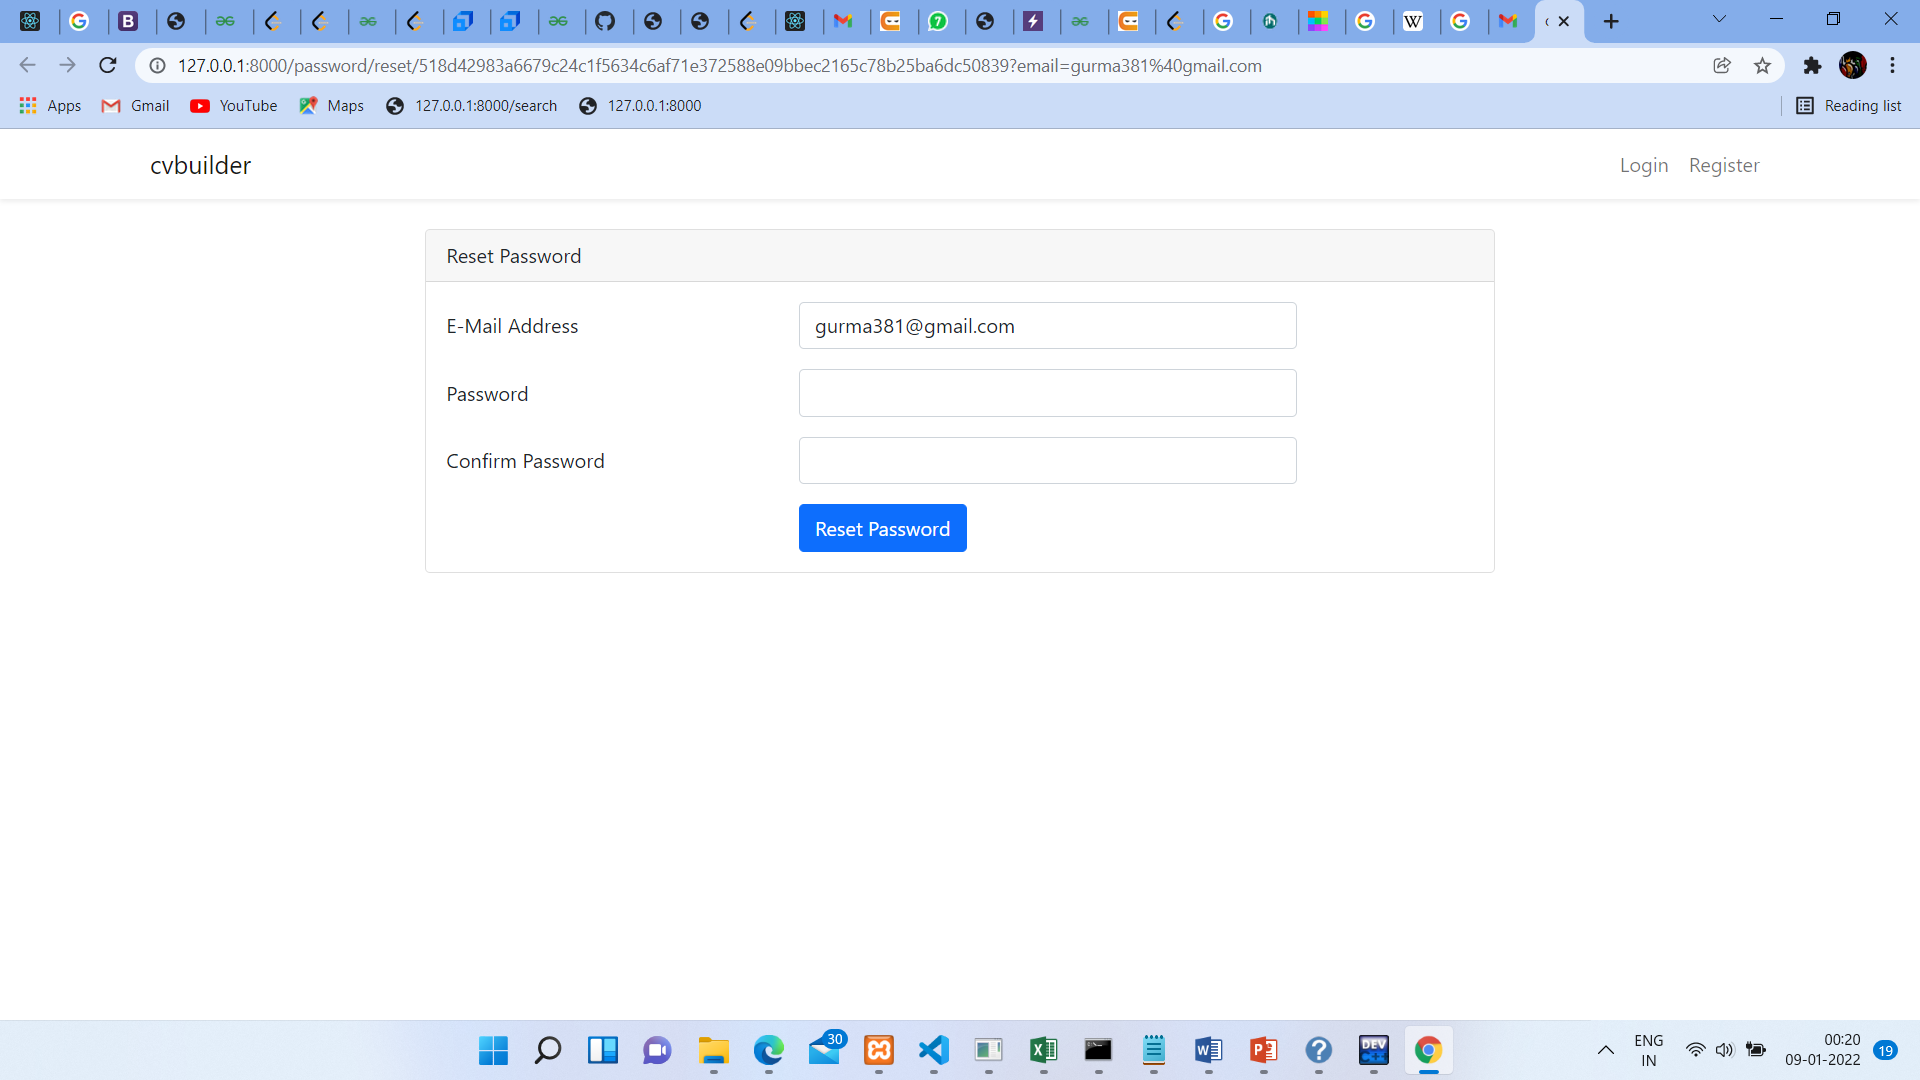 127.0.0.1:8000/password/reset/518d42983a6679c24c1f5634c6af71e372588e09bbec2165c78b25ba6dc50839?email=gurma381%40gmail.com
Apps Gmail YouTube Maps 127.0.0.1:8000/search 127.0.0.1:8000 Reading list
cvbuilder Login Register
Reset Password
E-Mail Address gurma381@gmail.com
Password
Confirm Password
Reset Password
30
ENG
IN
00:20
09-01-2022
19